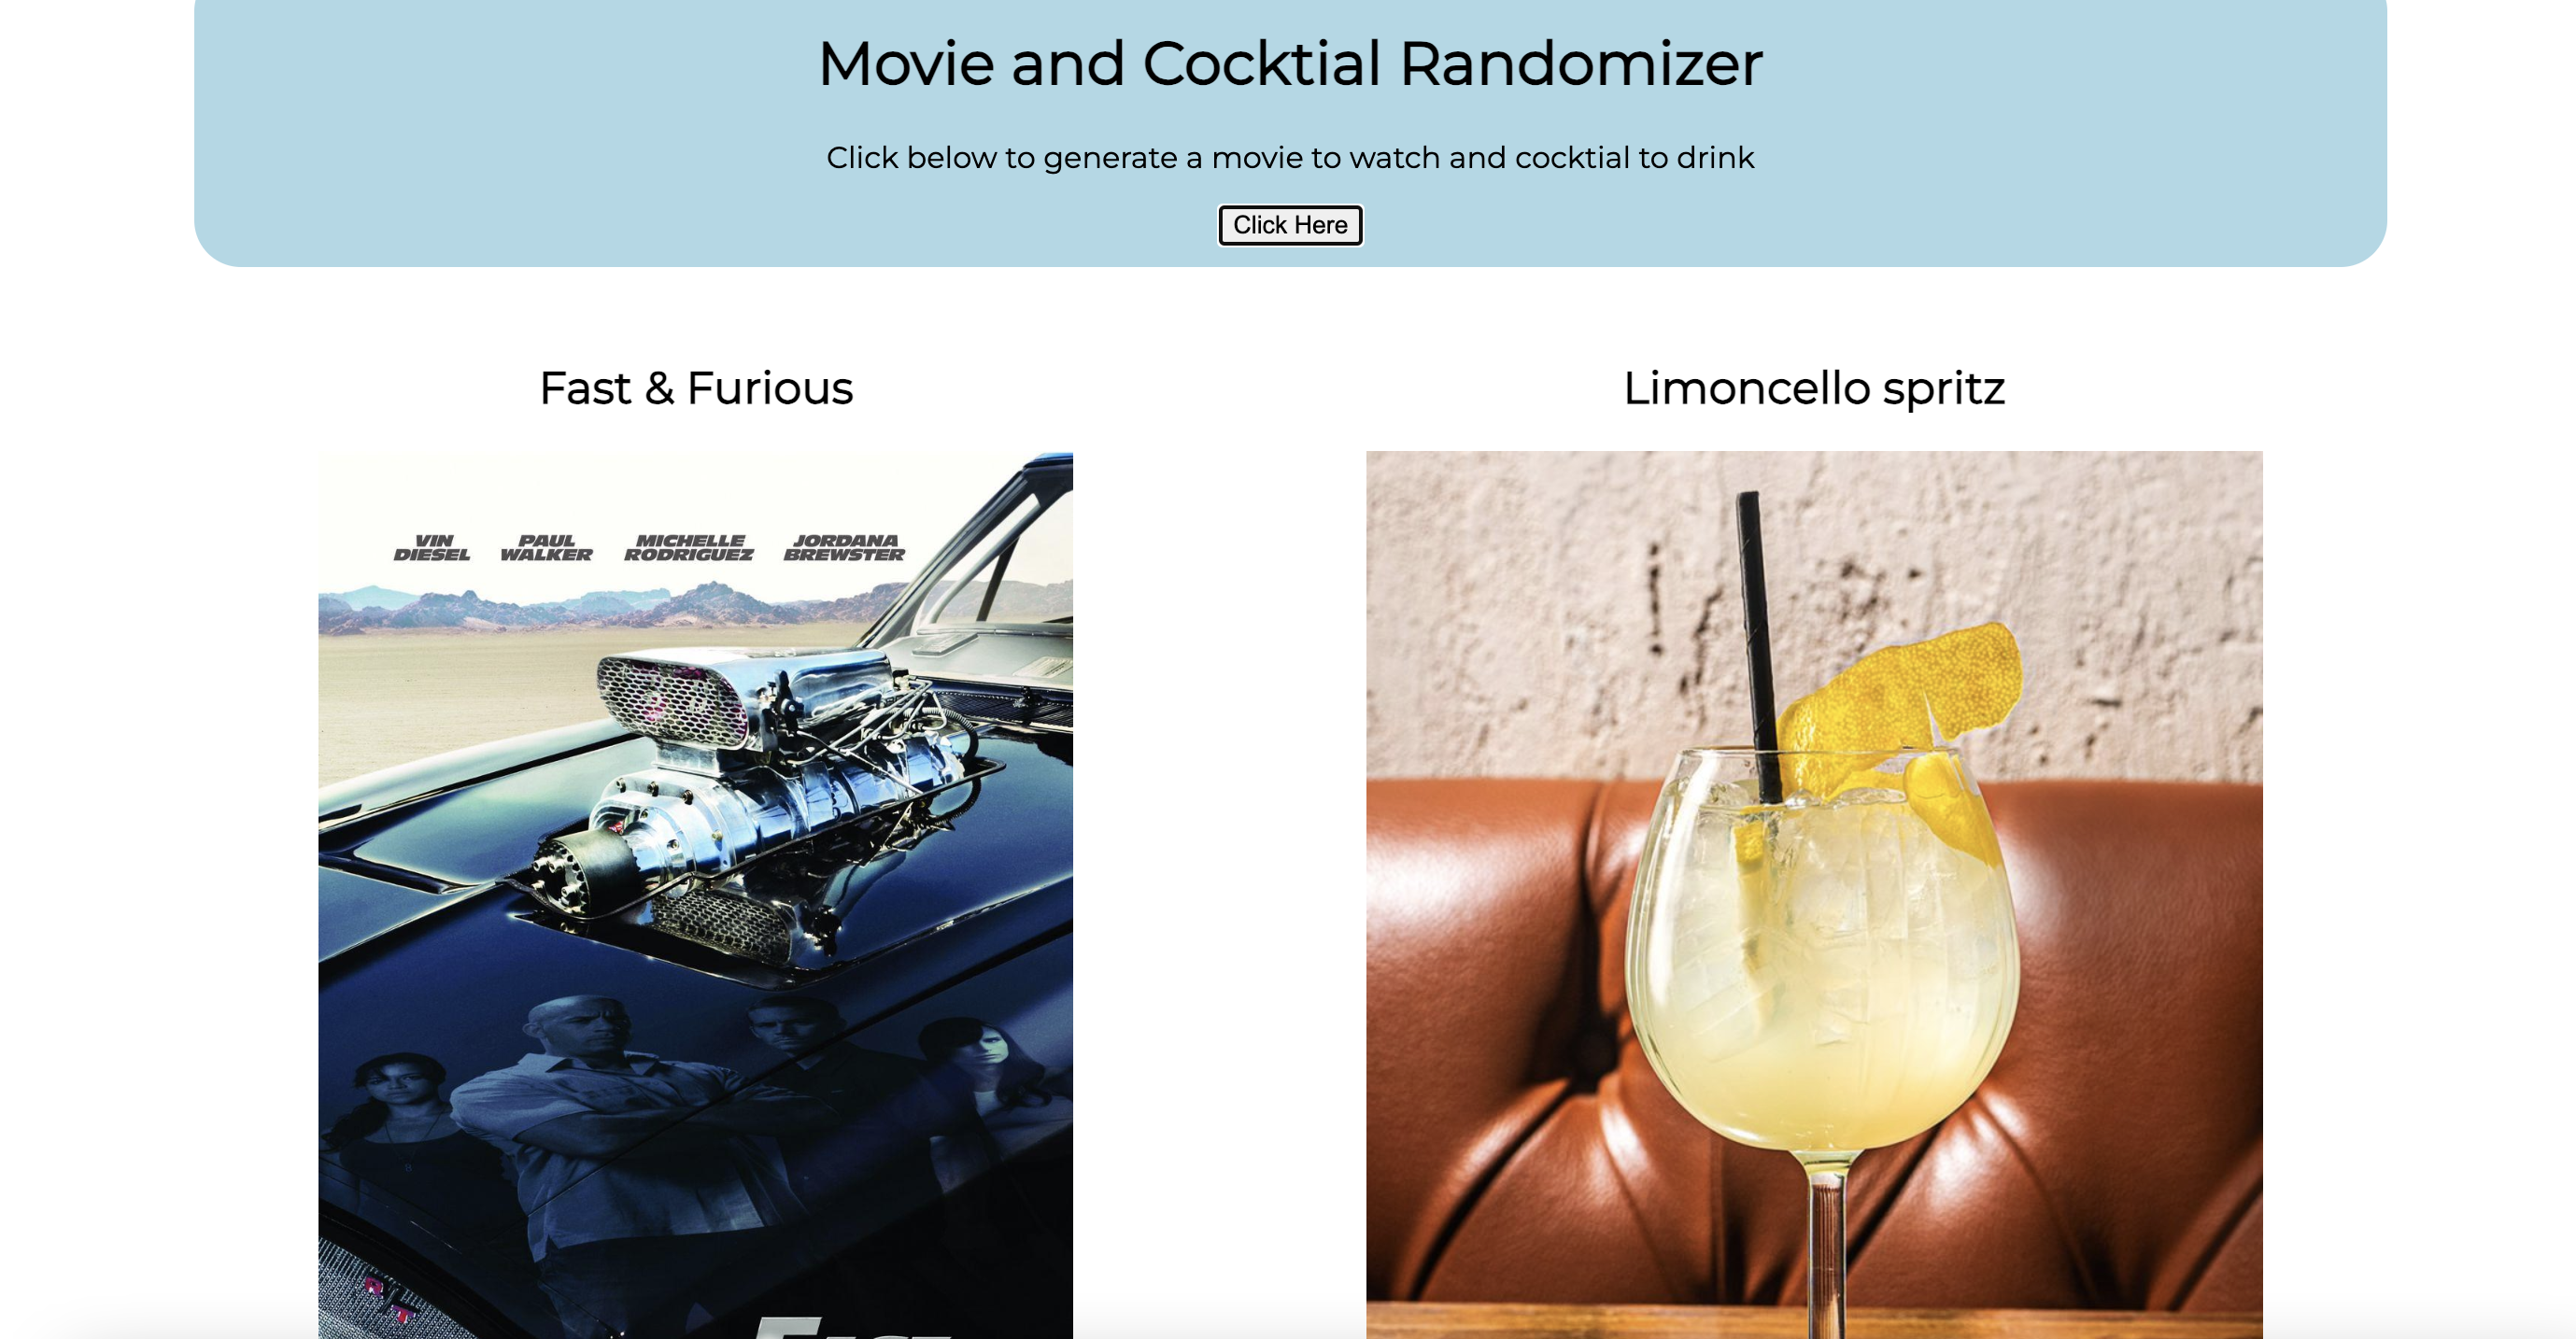 Movie and Cocktial Randomizer
Click below to generate a movie to watch and cocktial to drink
Click Here
Fast & Furious
Limoncello spritz
VIN DIESEL PAUL WALKER MICHELLE RODRIGUEZ JORDANA BREWSTER
R/T